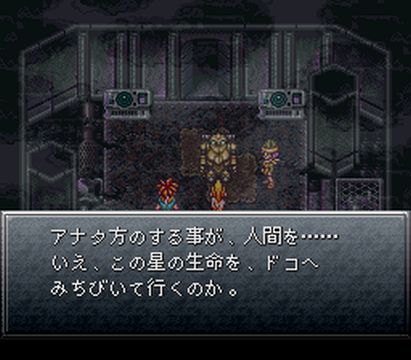 アナタ方のする事が、人間を……
いえ、この星の生命を、ドコへ
みちびいて行くのか。